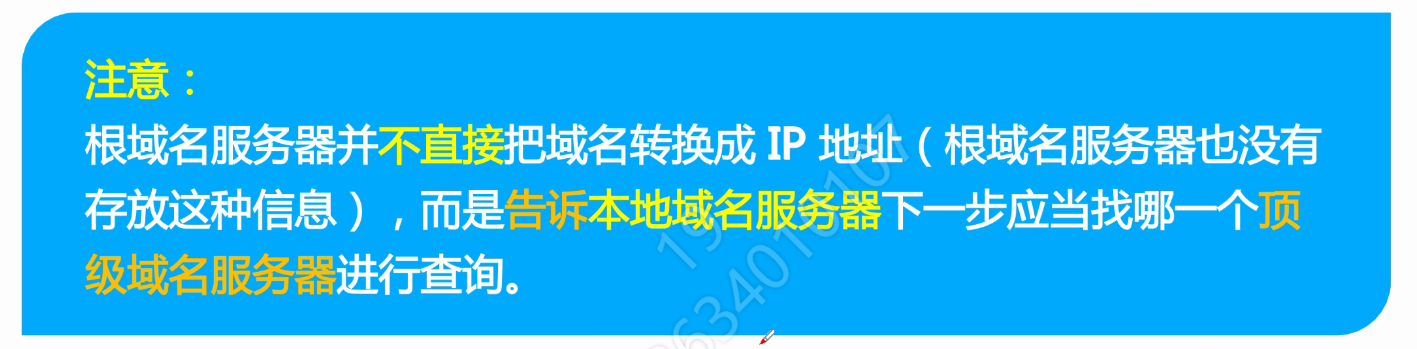 注意：
根域名服务器并不直接把域名转换成 IP 地址（根域名服务器也没有
存放这种信息），而是告诉本地域名服务器下一步应当找哪一个顶
级域名服务器进行查询。